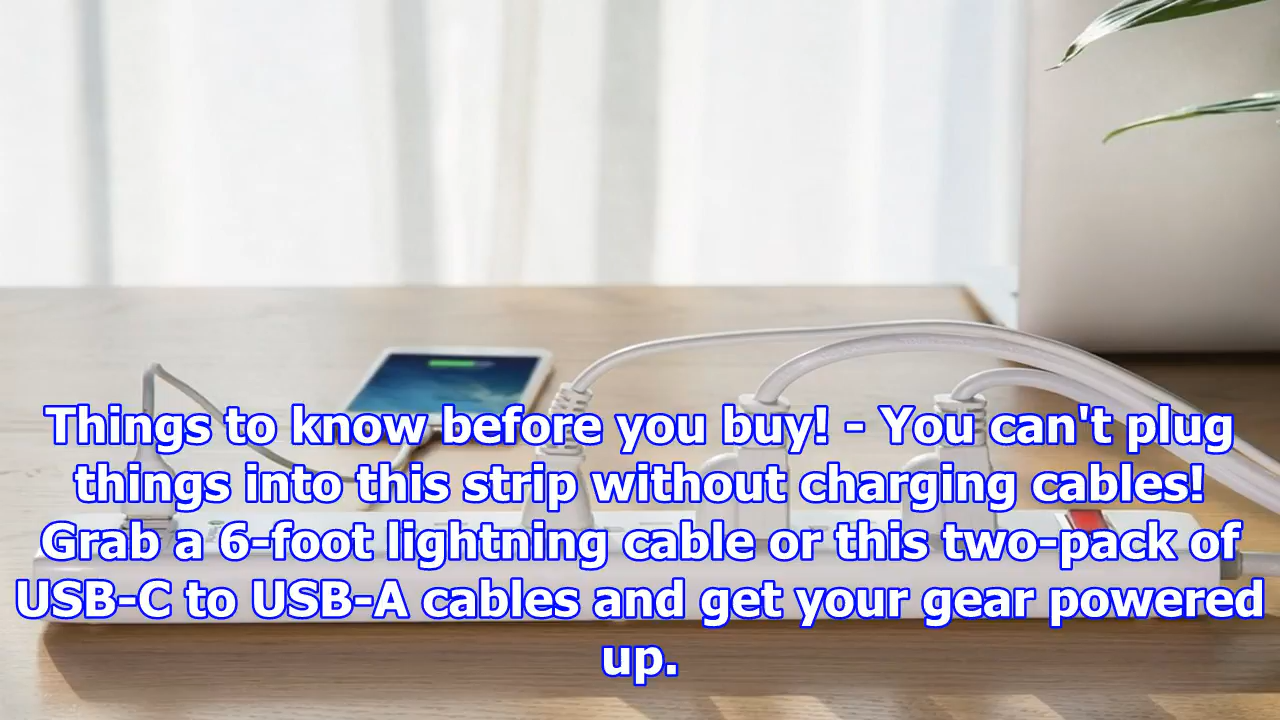 Things to know before you buy! - You can't plug
things into this strip without charging cables!
Grab a 6-foot lightning cable or this two-pack of
USB-C to USB-A cables and get your gear powered
up.